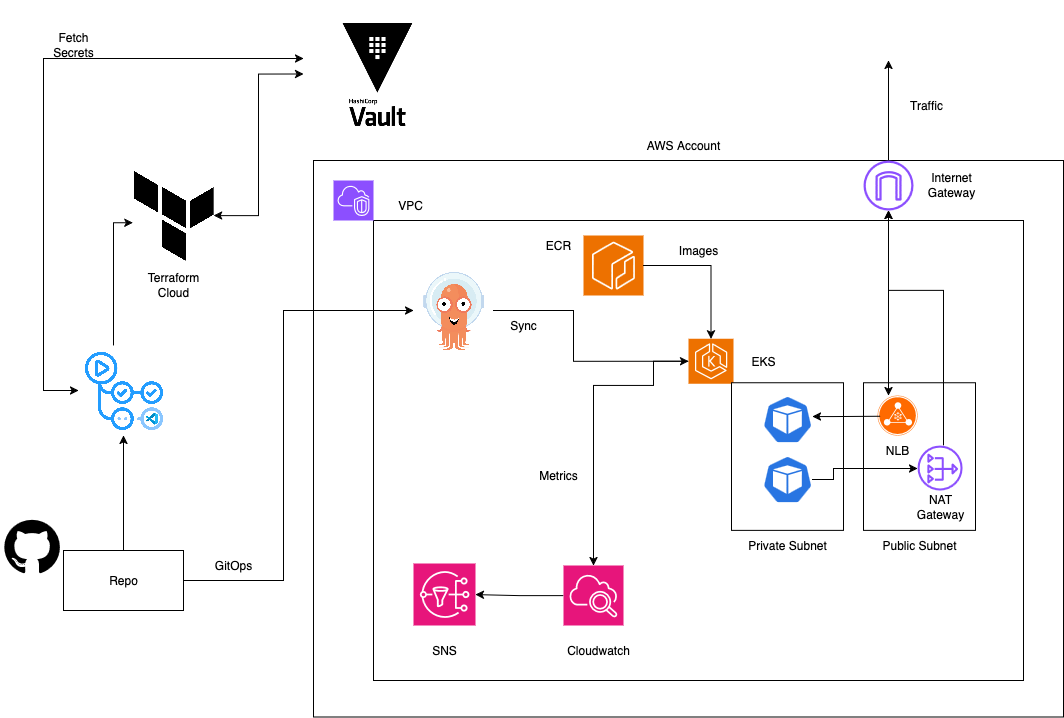 Fetch
Secrets
HashiCorp
Vault
Traffic
AWS Account
Internet
Gateway
VPC
ECR
Images
Terraform
Cloud
Sync
K
EKS
NLB
Metrics
NAT
Gateway
Private Subnet
Public Subnet
GitOps
Repo
SNS
Cloudwatch